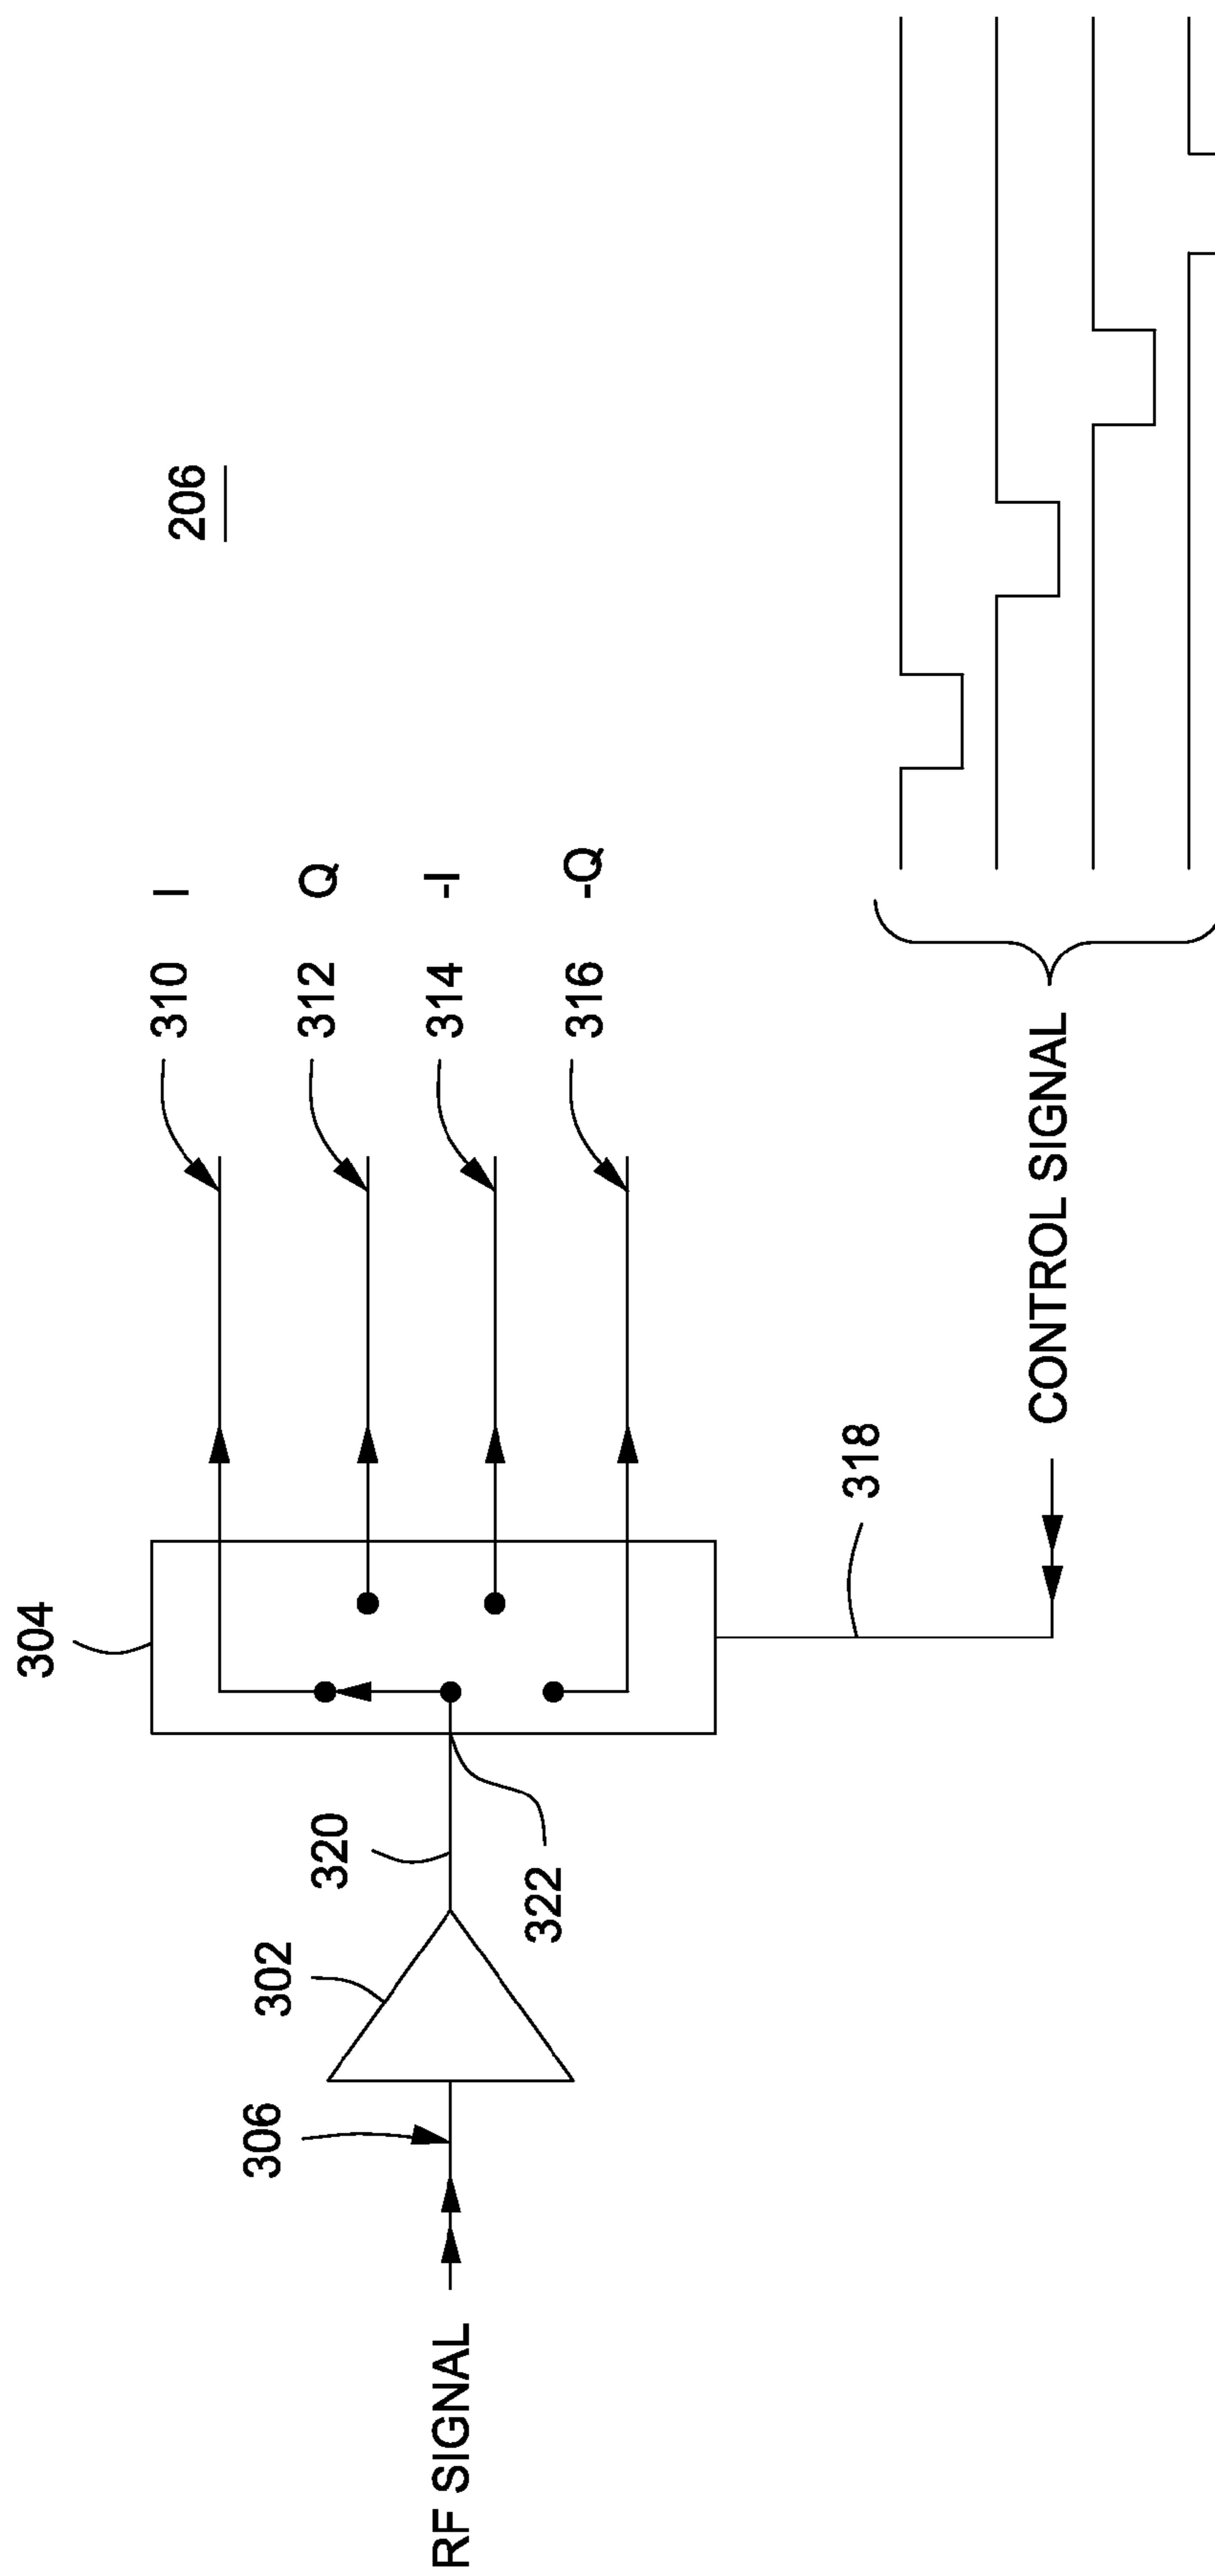 206
304
310 I
312 Q
314 -I
316 -Q
302
320
322
306
RF SIGNAL
318
CONTROL SIGNAL